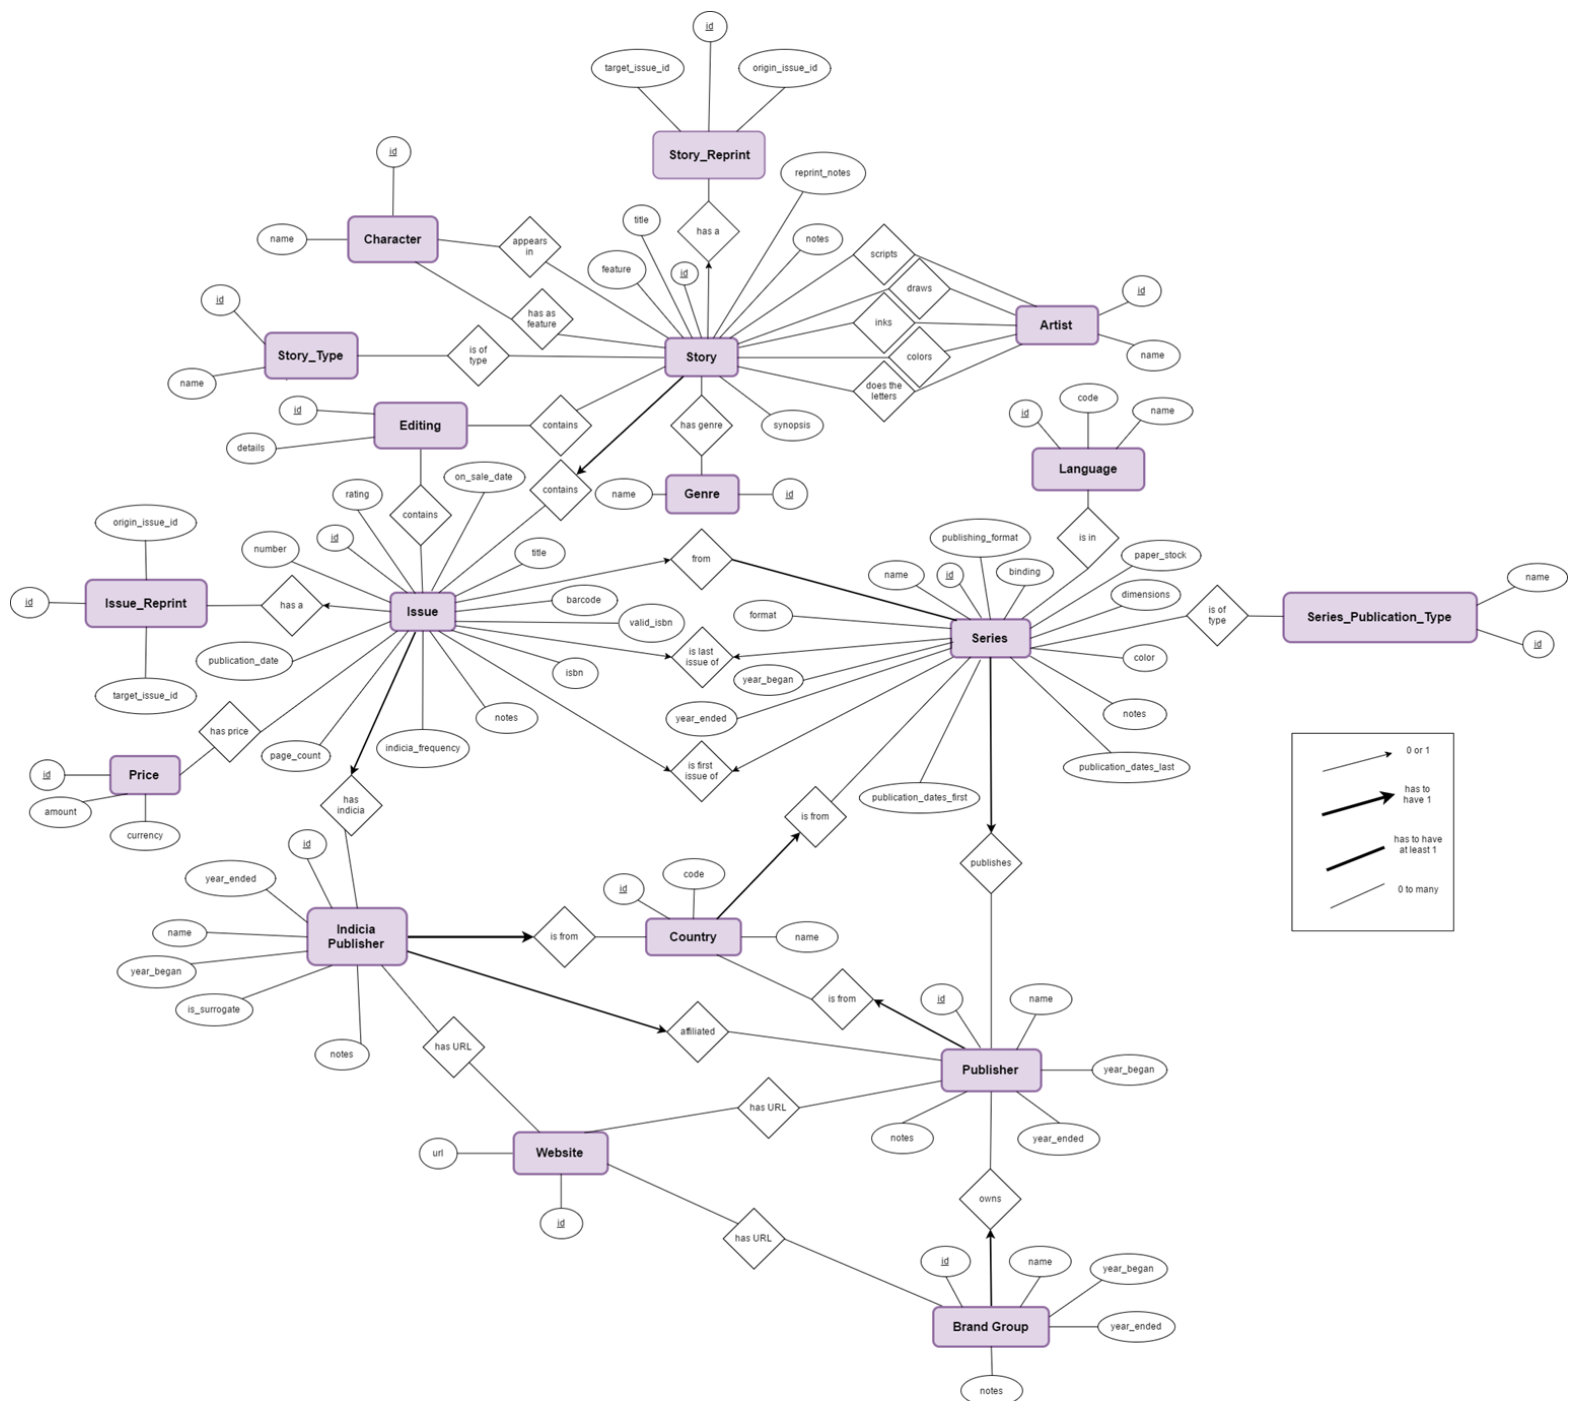 id
target_issue_id
origin_issue_id
Story_Reprint
id
reprint_notes
has a
title
notes
name
Character
appears
in
scripts
feature
id
draws
id
id
has as
feature
inks
Artist
Story_Type
is of
type
Story
colors
name
name
does the
letters
code
id
Editing
contains
has genre
synopsis
id
name
details
Language
on_sale_date
rating
contains
name
Genre
id
contains
origin_issue_id
number
id
title
from
publishing_format
is in
paper_stock
name
id
binding
name
id
Issue_Reprint
has a
Issue
barcode
dimensions
is of
type
Series_Publication_Type
format
valid_isbn
Series
id
publication_date
is last
issue of
color
isbn
year_began
target_issue_id
notes
year_ended
notes
has price
page_count
indicia_frequency
is first
issue of
publication_dates_last
0 or 1
id
Price
has
indicia
publication_dates_first
has to
have 1
amount
currency
is from
has to have
at least 1
id
publishes
year_ended
code
id
0 to many
name
Indicia
Publisher
is from
Country
name
year_began
is_surrogate
is from
id
name
notes
has URL
affiliated
Publisher
year_began
has URL
notes
year_ended
url
Website
id
owns
has URL
id
name
year_began
Brand Group
year_ended
notes